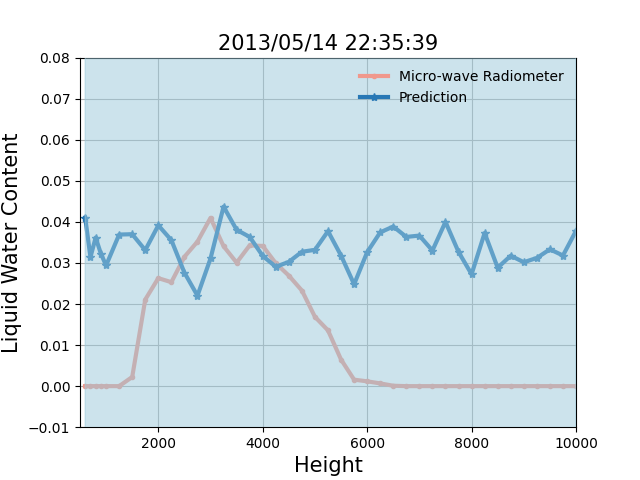 2013/05/14 22:35:39
Micro-wave Radiometer
Prediction
Liquid Water Content
0.08
0.07
0.06
0.05
0.04
0.03
0.02
0.01
0.00
−0.01
2000 4000 6000 8000 10000
Height